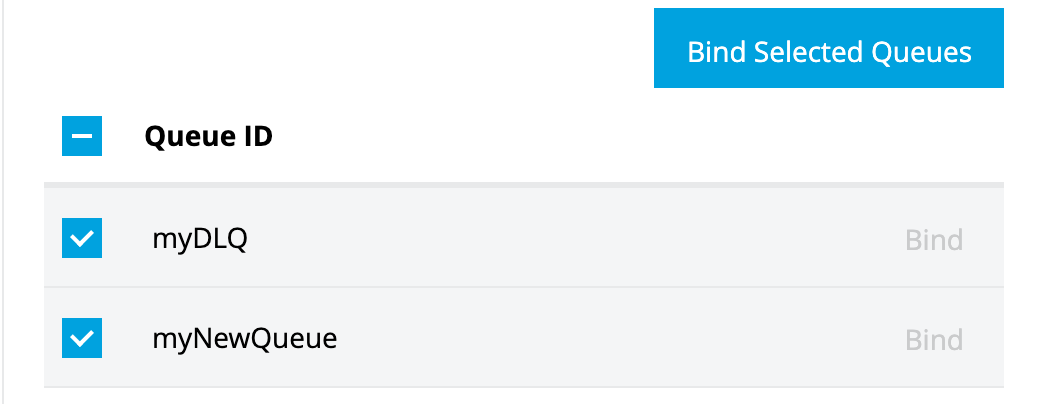 Bind Selected Queues
Queue ID
myDLQ Bind
myNewQueue Bind